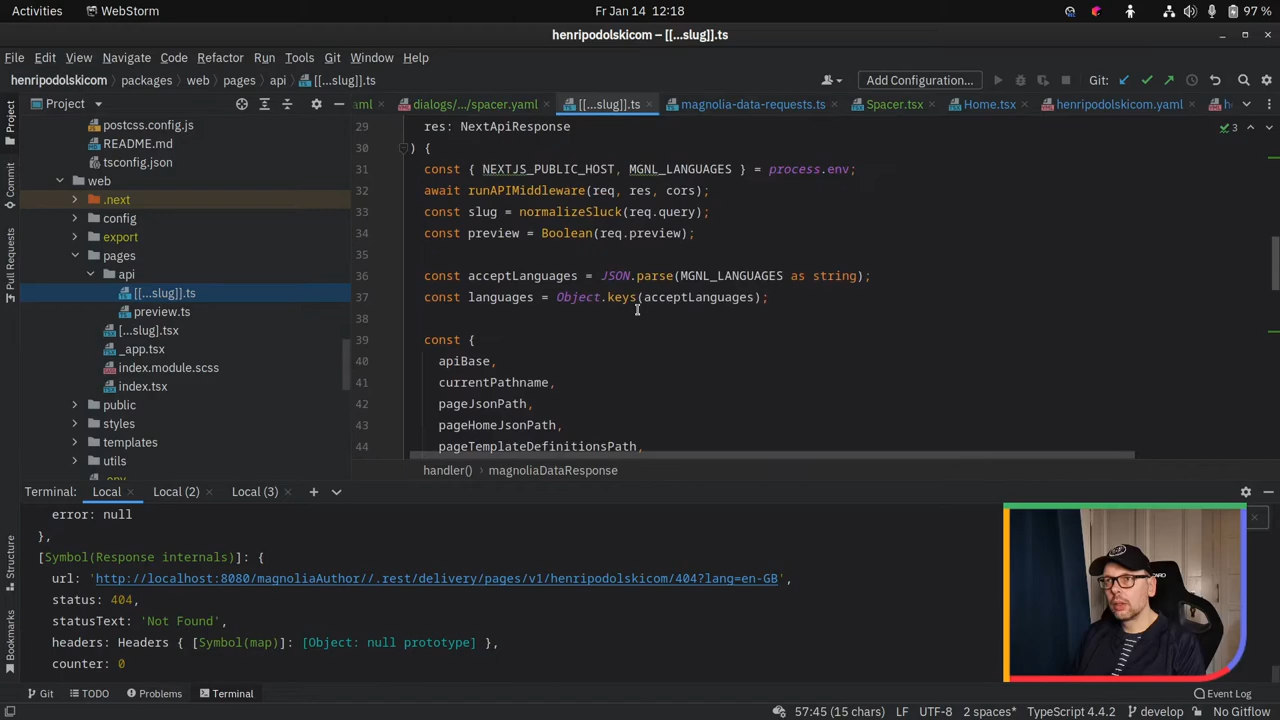 Activities WebStorm Fr Jan 14 12:18 97 %
henripodolskicom – [[...slug]].ts
File Edit View Navigate Code Refactor Run Tools Git Window Help
henripodolskicom packages web pages api [[...slug]].ts Add Configuration... Git:
Project
aml dialogs/.../spacer.yaml [[...slug]].ts magnolia-data-requests.ts Spacer.tsx Home.tsx henripodolskicom.yaml
postcss.config.js
README.md
tsconfig.json
web
.next
config
export
pages
api
[[...slug]].ts
preview.ts
[...slug].tsx
_app.tsx
index.module.scss
index.tsx
public
styles
templates
utils
3
29 res: NextApiResponse
30 ) {
31 const { NEXTJS_PUBLIC_HOST, MGNL_LANGUAGES } = process.env;
32 await runAPIMiddleware(req, res, cors);
33 const slug = normalizeSluck(req.query);
34 const preview = Boolean(req.preview);
35
36 const acceptLanguages = JSON.parse(MGNL_LANGUAGES as string);
37 const languages = Object.keys(acceptLanguages);
38
39 const {
40 apiBase,
41 currentPathname,
42 pageJsonPath,
43 pageHomeJsonPath,
44 pageTemplateDefinitionsPath,
handler() magnoliaDataResponse
Project
Commit
Pull Requests
Structure
Bookmarks
Terminal: Local Local (2) Local (3)
error: null
},
[Symbol(Response internals)]: {
url: 'http://localhost:8080/magnoliaAuthor//.rest/delivery/pages/v1/henripodolskicom/404?lang=en-GB',
status: 404,
statusText: 'Not Found',
headers: Headers { [Symbol(map)]: [Object: null prototype] },
counter: 0
Git TODO Problems Terminal Event Log
57:45 (15 chars) LF UTF-8 2 spaces* TypeScript 4.4.2 develop No Gitflow